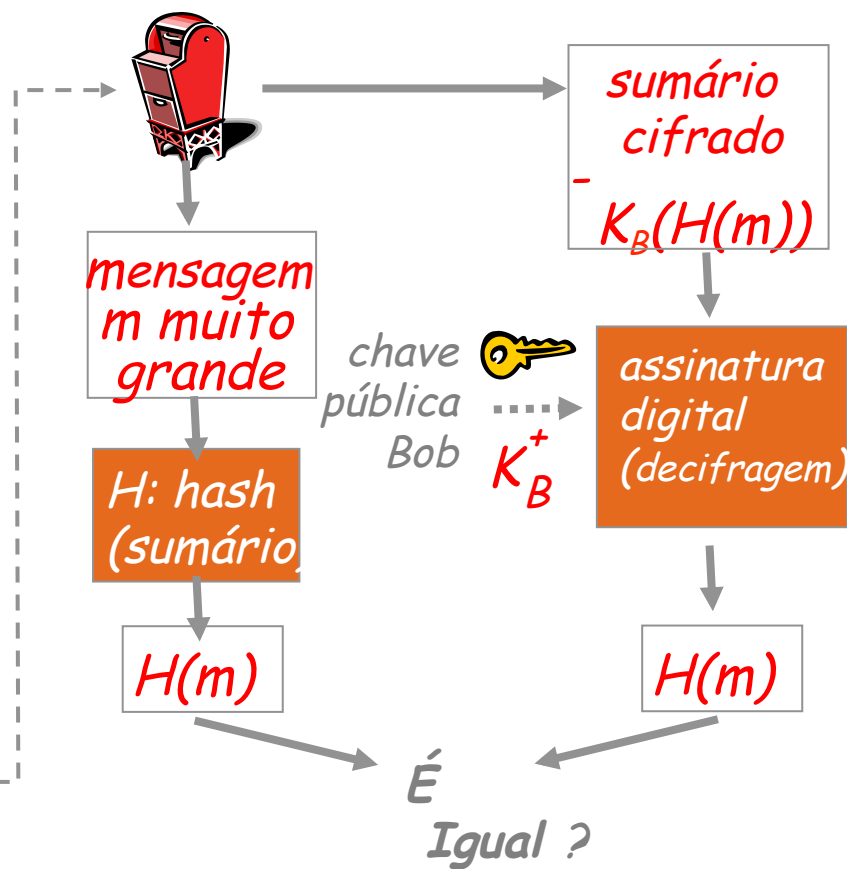 sumário
cifrado
-
K_B(H(m))
mensagem
m muito
grande
chave
pública
Bob
K_B^+
assinatura
digital
(decifragem)
H: hash
(sumário)
H(m)
H(m)
É
Igual ?